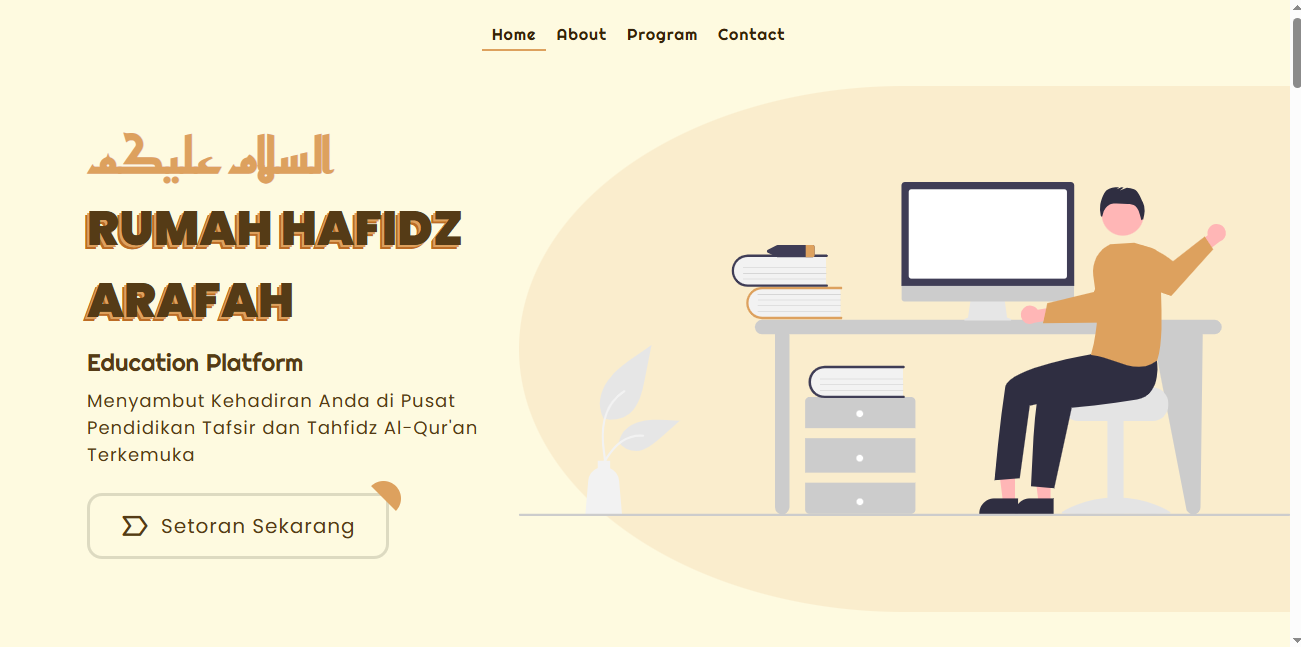 Home About Program Contact
السلام عليكم
RUMAH HAFIDZ
ARAFAH
Education Platform
Menyambut Kehadiran Anda di Pusat
Pendidikan Tafsir dan Tahfidz Al-Qur'an
Terkemuka
Setoran Sekarang